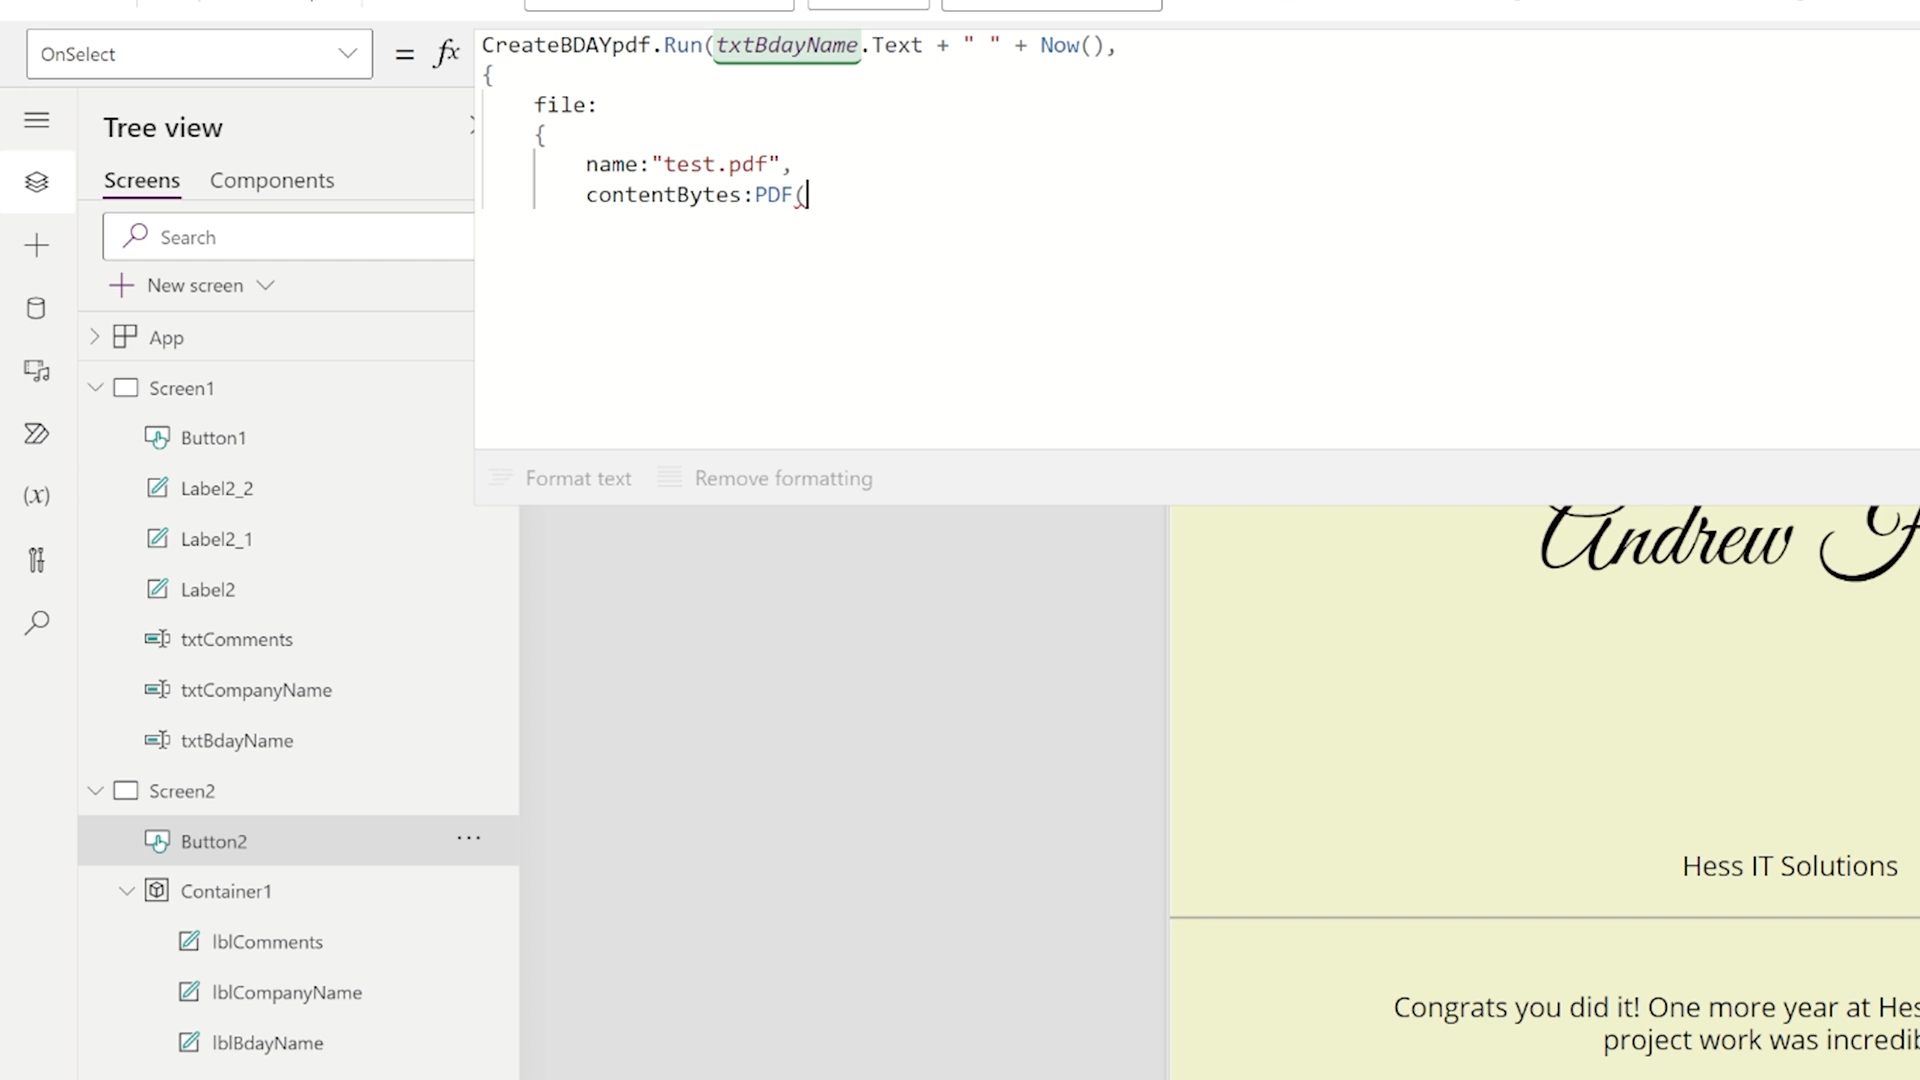 OnSelect
= fx
CreateBDAYpdf.Run(txtBdayName.Text + " " + Now(),
{
file:
{
name:"test.pdf",
contentBytes:PDF(
Tree view
Screens Components
Search
New screen
App
Screen1
Button1
Label2_2
Label2_1
Label2
txtComments
txtCompanyName
txtBdayName
Screen2
Button2
Container1
lblComments
lblCompanyName
lblBdayName
(x)
Format text Remove formatting
Andrew
Hess IT Solutions
Congrats you did it! One more year at Hes
project work was incredib